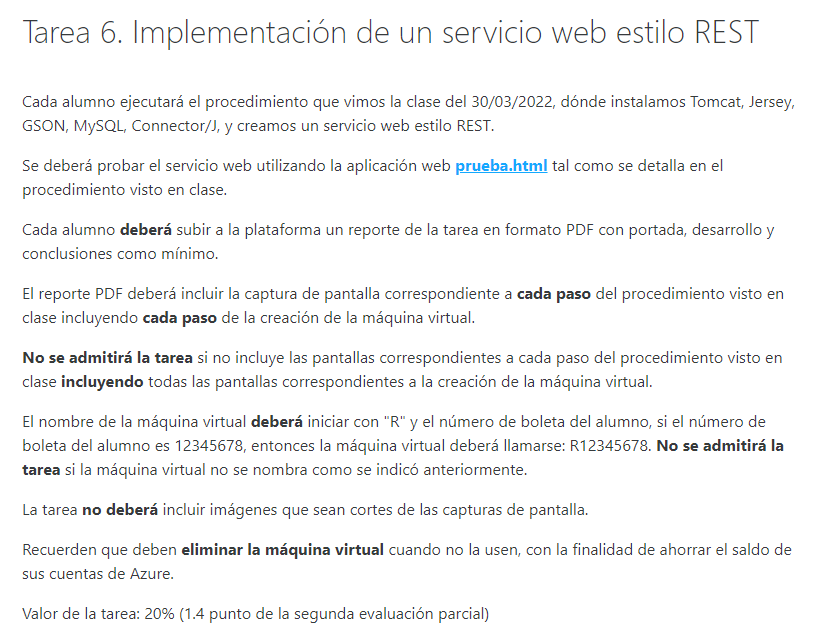 Tarea 6. Implementación de un servicio web estilo REST
Cada alumno ejecutará el procedimiento que vimos la clase del 30/03/2022, dónde instalamos Tomcat, Jersey,
GSON, MySQL, Connector/J, y creamos un servicio web estilo REST.
Se deberá probar el servicio web utilizando la aplicación web prueba.html tal como se detalla en el
procedimiento visto en clase.
Cada alumno deberá subir a la plataforma un reporte de la tarea en formato PDF con portada, desarrollo y
conclusiones como mínimo.
El reporte PDF deberá incluir la captura de pantalla correspondiente a cada paso del procedimiento visto en
clase incluyendo cada paso de la creación de la máquina virtual.
No se admitirá la tarea si no incluye las pantallas correspondientes a cada paso del procedimiento visto en
clase incluyendo todas las pantallas correspondientes a la creación de la máquina virtual.
El nombre de la máquina virtual deberá iniciar con "R" y el número de boleta del alumno, si el número de
boleta del alumno es 12345678, entonces la máquina virtual deberá llamarse: R12345678. No se admitirá la
tarea si la máquina virtual no se nombra como se indicó anteriormente.
La tarea no deberá incluir imágenes que sean cortes de las capturas de pantalla.
Recuerden que deben eliminar la máquina virtual cuando no la usen, con la finalidad de ahorrar el saldo de
sus cuentas de Azure.
Valor de la tarea: 20% (1.4 punto de la segunda evaluación parcial)